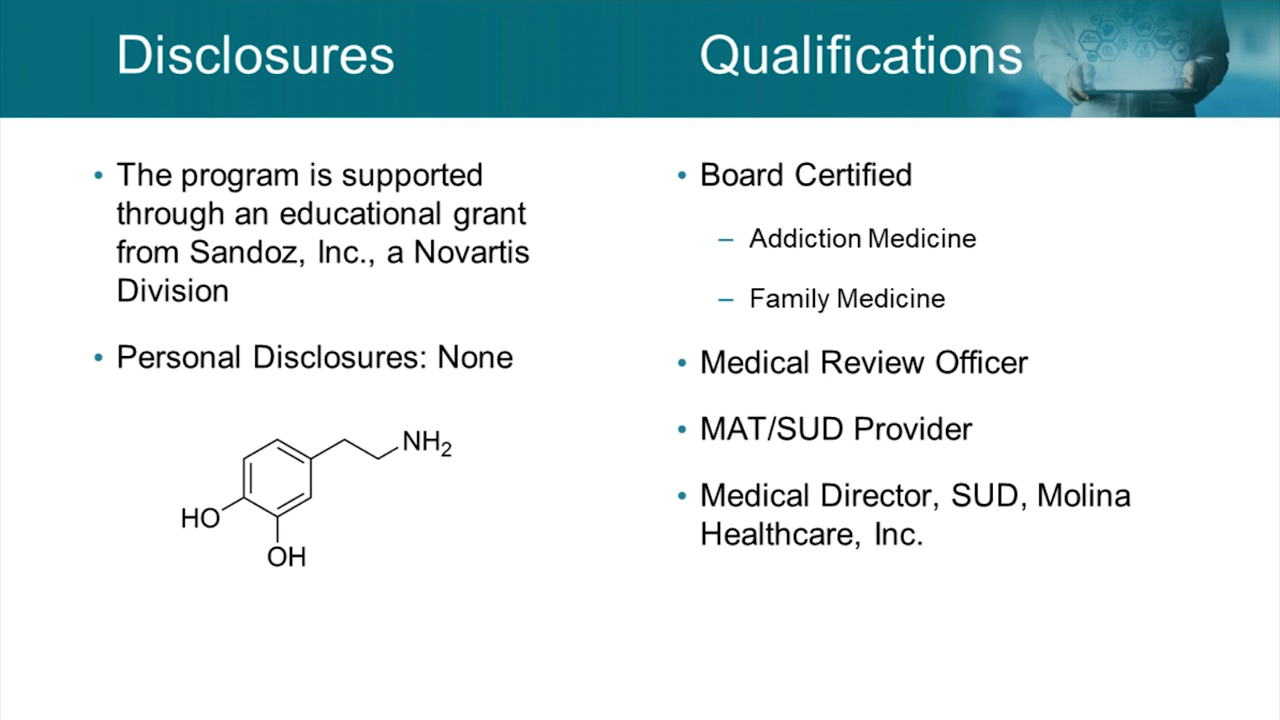 Disclosures
Qualifications
• The program is supported
through an educational grant
from Sandoz, Inc., a Novartis
Division
• Personal Disclosures: None
NH2
HO
OH
• Board Certified
– Addiction Medicine
– Family Medicine
• Medical Review Officer
• MAT/SUD Provider
• Medical Director, SUD, Molina
Healthcare, Inc.